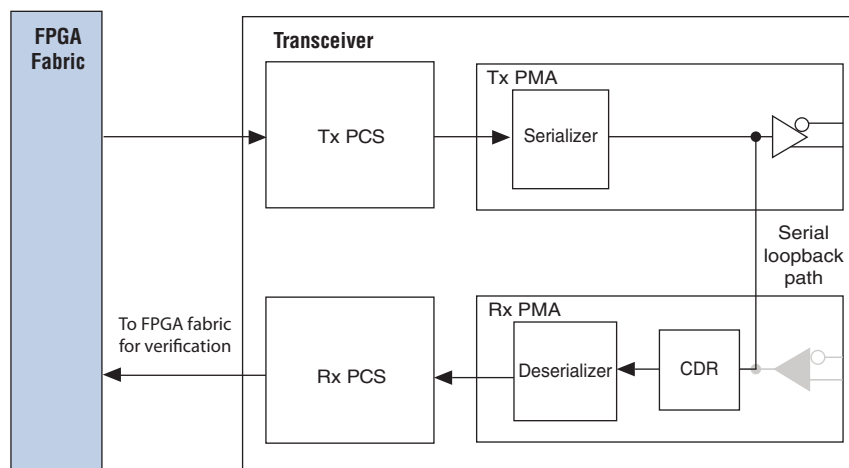 FPGA
Fabric
Transceiver
Tx PMA
Tx PCS
Serializer
Serial
loopback
path
To FPGA fabric
for verification
Rx PMA
Rx PCS
Deserializer
CDR